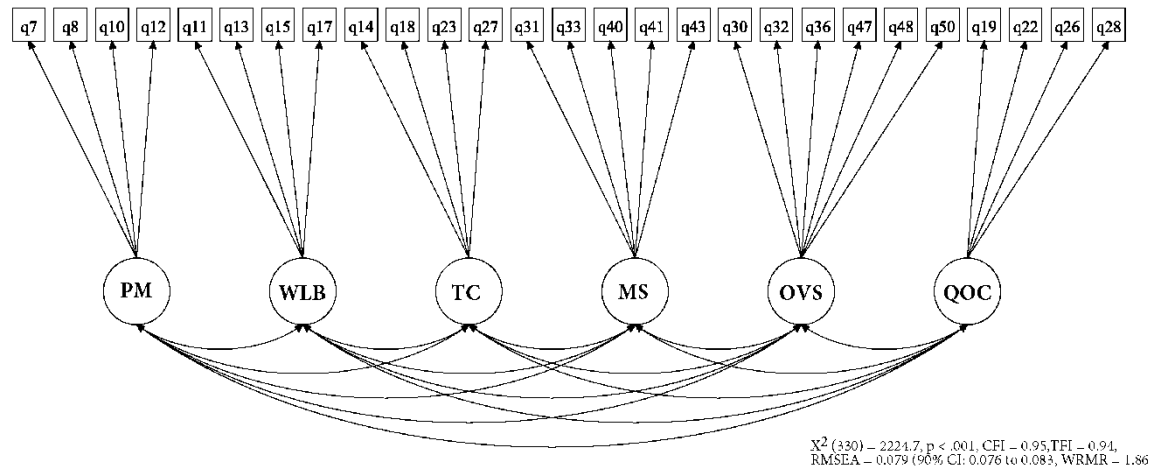 q7 q8 q10 q12 q11 q13 q15 q17 q14 q18 q23 q27 q31 q33 q40 q41 q43 q30 q32 q36 q47 q48 q50 q19 q22 q26 q28
PM WLB TC MS OVS QOC
X² (330) = 2224.7, p < .001, CFI = 0.95,TFI = 0.94,
RMSEA = 0.079 (90% CI: 0.076 to 0.083, WRMR = 1.86